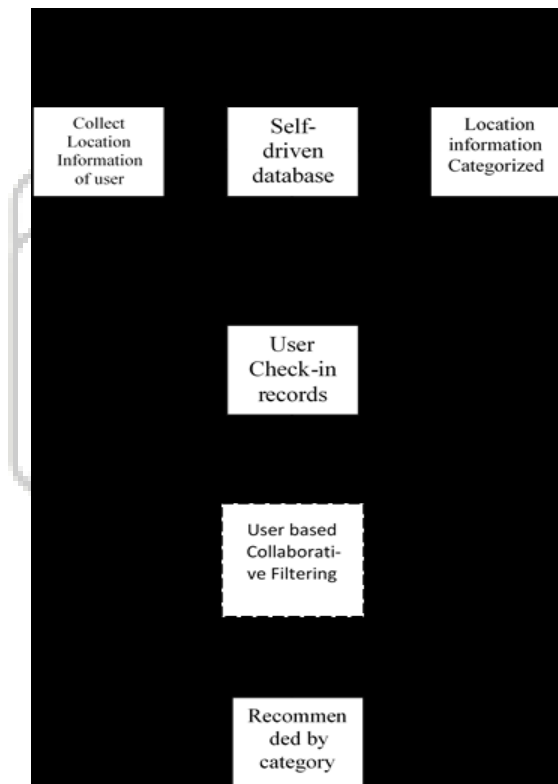 Collect
Location
Information
of user
Self-
driven
database
Location
information
Categorized
User
Check-in
records
User based
Collaborati-
ve Filtering
Recommen
ded by
category